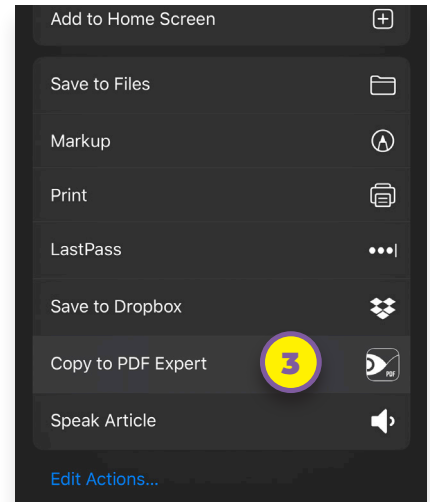 Add to Home Screen
Save to Files
Markup
Print
LastPass
Save to Dropbox
Copy to PDF Expert 3 PDF
Speak Article
Edit Actions...